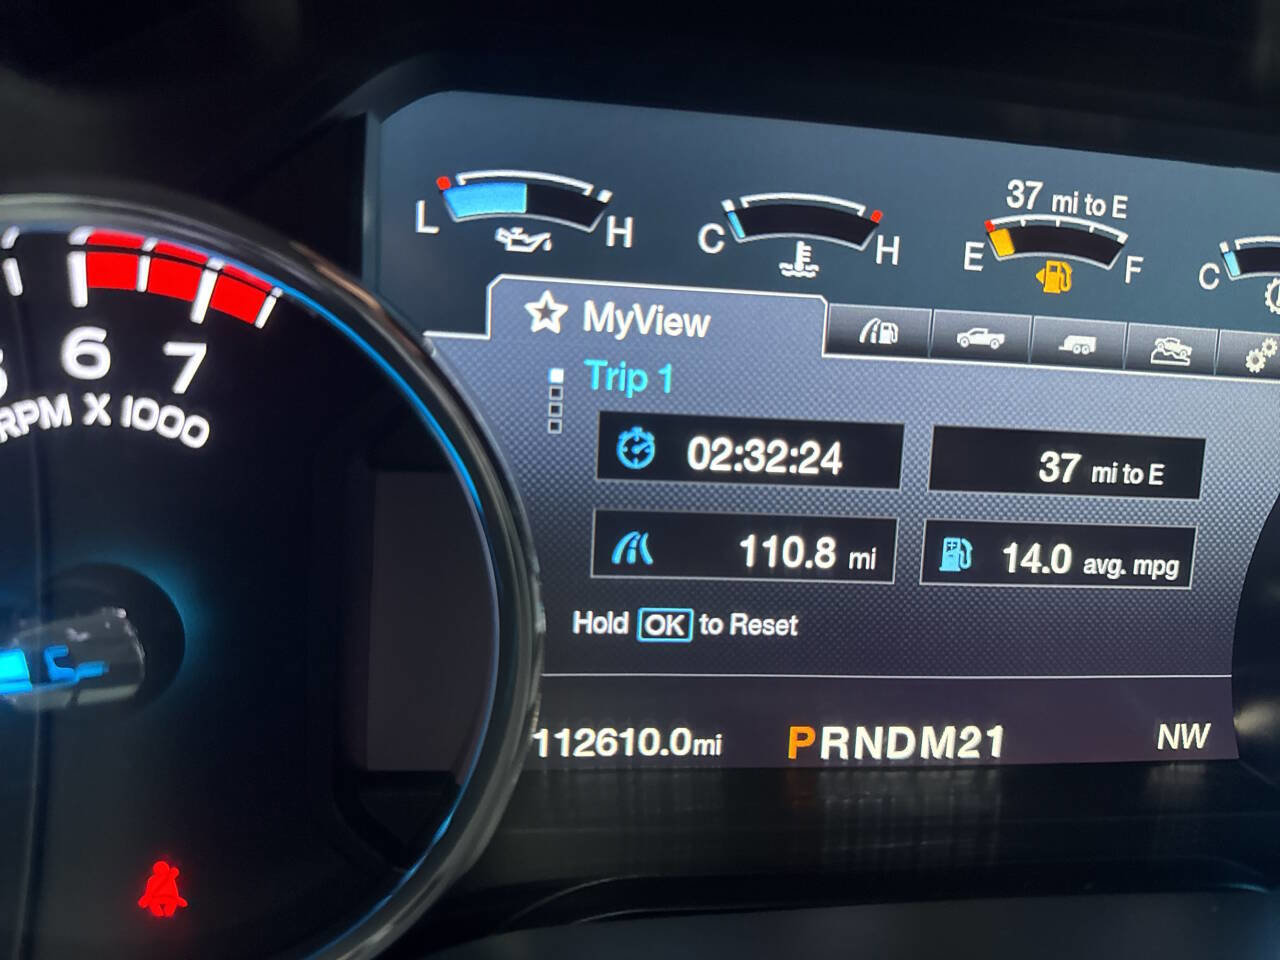 37 mi to E
L H
C H
E F
C
MyView
Trip 1
02:32:24
37 mi to E
110.8 mi
14.0 avg. mpg
Hold OK to Reset
112610.0mi
PRNDM21
NW
6 7
RPM X 1000